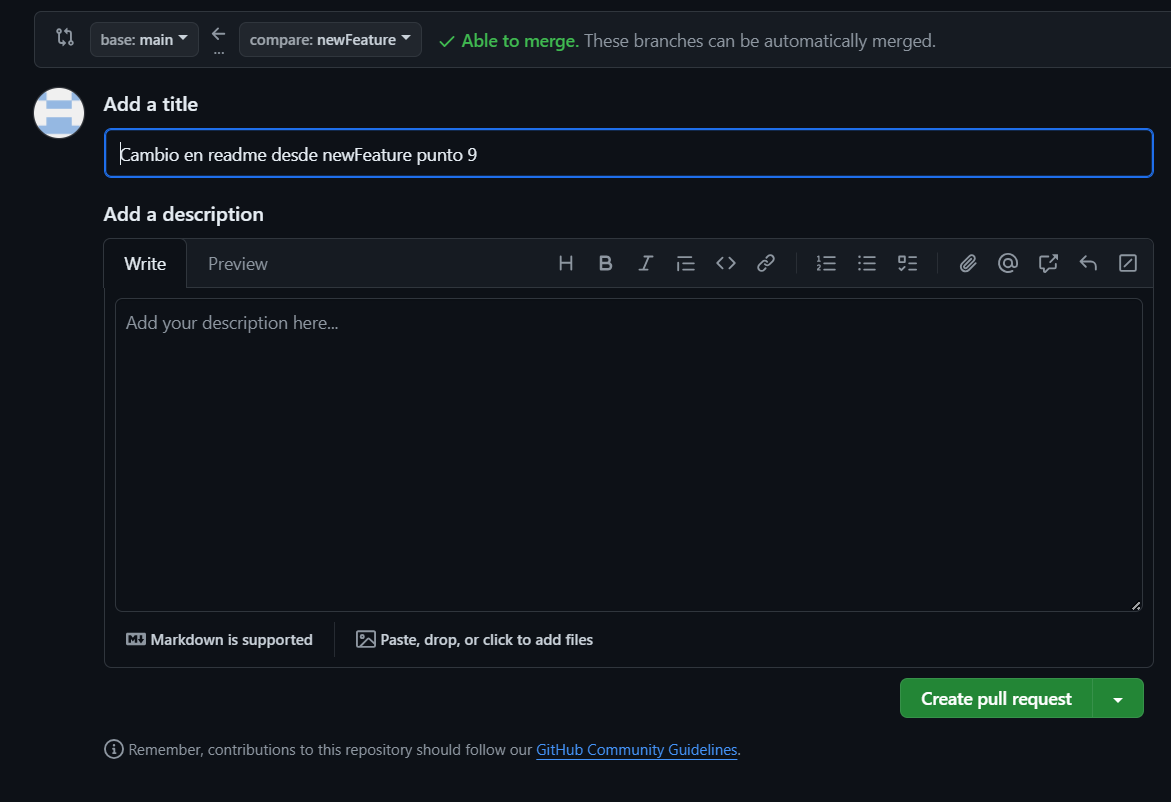 base: main ← compare: newFeature ✓ Able to merge. These branches can be automatically merged.
...
Add a title
Cambio en readme desde newFeature punto 9
Add a description
Write Preview
Add your description here...
Markdown is supported Paste, drop, or click to add files
Create pull request
Remember, contributions to this repository should follow our GitHub Community Guidelines.